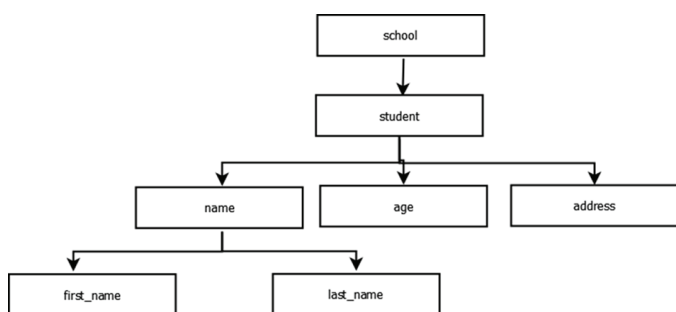 school
student
name
age
address
first_name
last_name